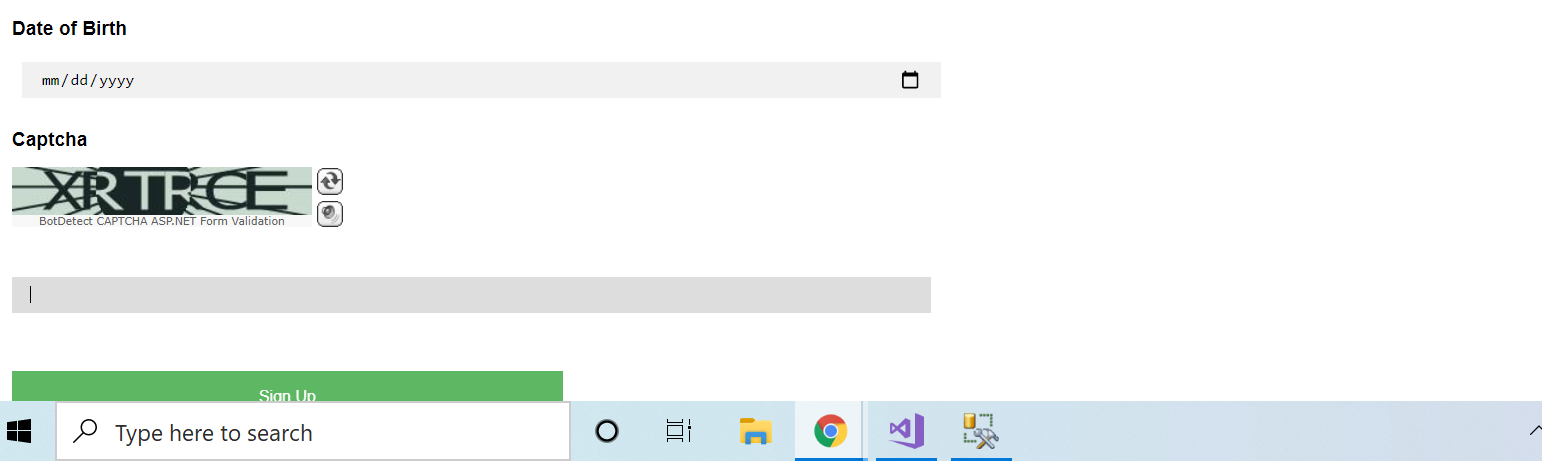 Date of Birth
mm/dd/yyyy
Captcha
XRTRCE
BotDetect CAPTCHA ASP.NET Form Validation
Sign Up
Type here to search